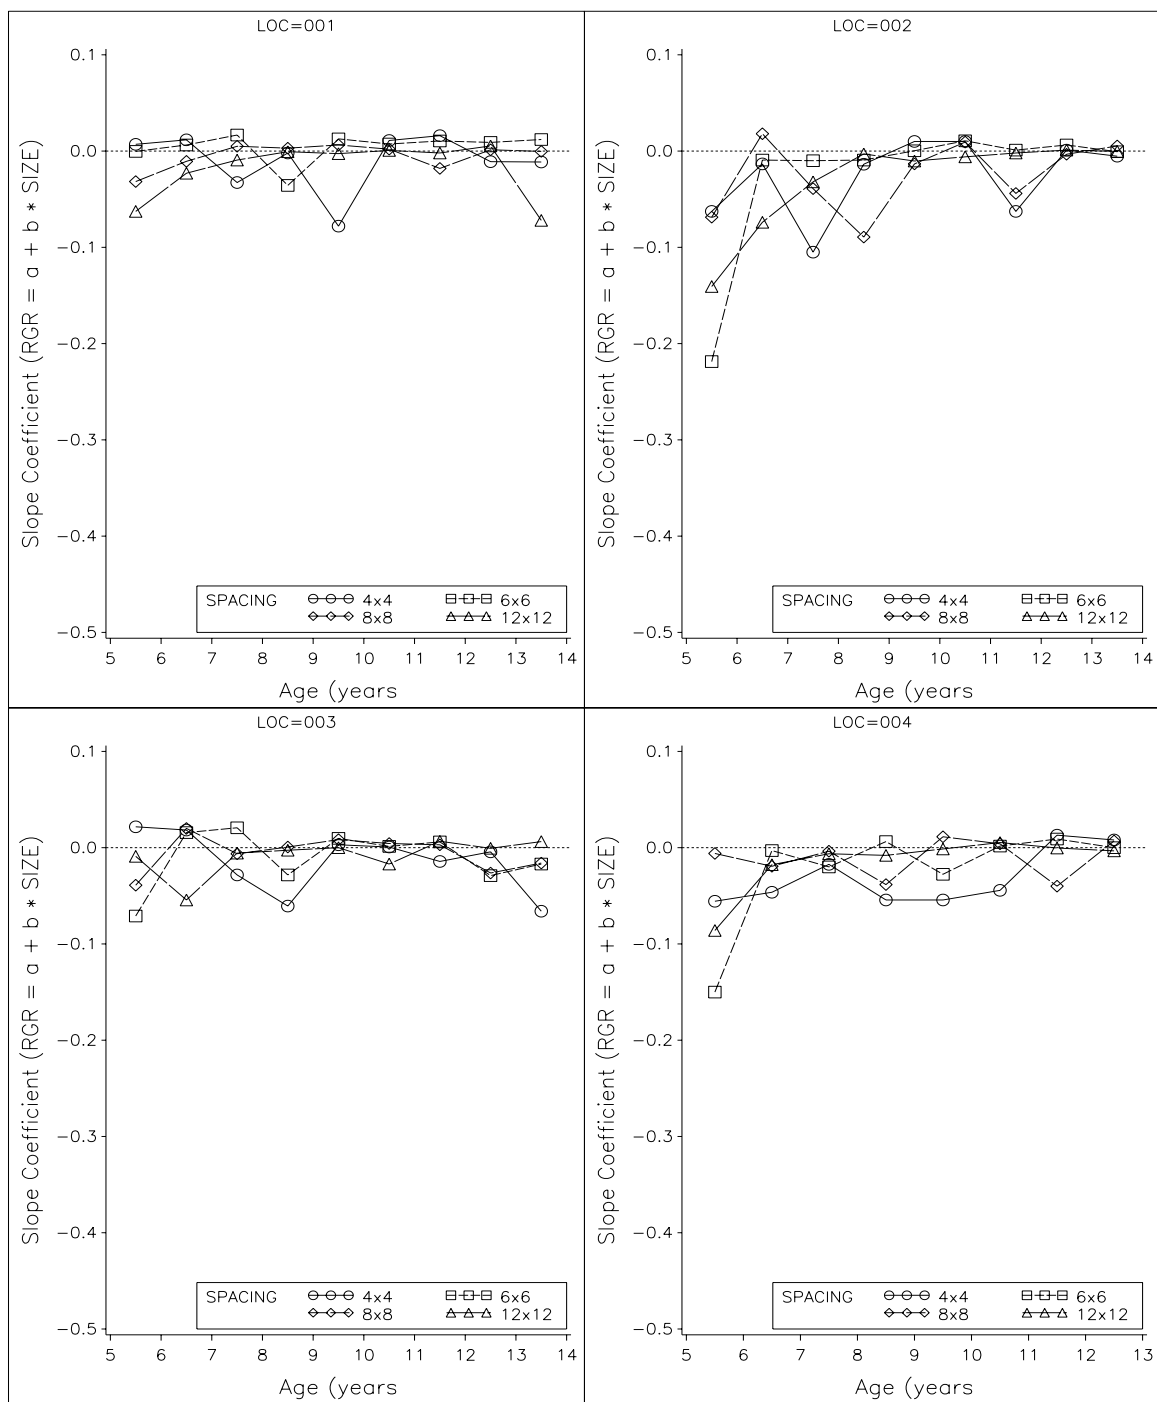 LOC=001
0.1
0.0
−0.1
−0.2
−0.3
−0.4
−0.5
Slope Coefficient (RGR = a + b * SIZE)
SPACING 4x4 6x6
8x8 12x12
5 6 7 8 9 10 11 12 13 14
Age (years
LOC=002
0.1
0.0
−0.1
−0.2
−0.3
−0.4
−0.5
Slope Coefficient (RGR = a + b * SIZE)
SPACING 4x4 6x6
8x8 12x12
5 6 7 8 9 10 11 12 13 14
Age (years
LOC=003
0.1
0.0
−0.1
−0.2
−0.3
−0.4
−0.5
Slope Coefficient (RGR = a + b * SIZE)
SPACING 4x4 6x6
8x8 12x12
5 6 7 8 9 10 11 12 13 14
Age (years
LOC=004
0.1
0.0
−0.1
−0.2
−0.3
−0.4
−0.5
Slope Coefficient (RGR = a + b * SIZE)
SPACING 4x4 6x6
8x8 12x12
5 6 7 8 9 10 11 12 13
Age (years